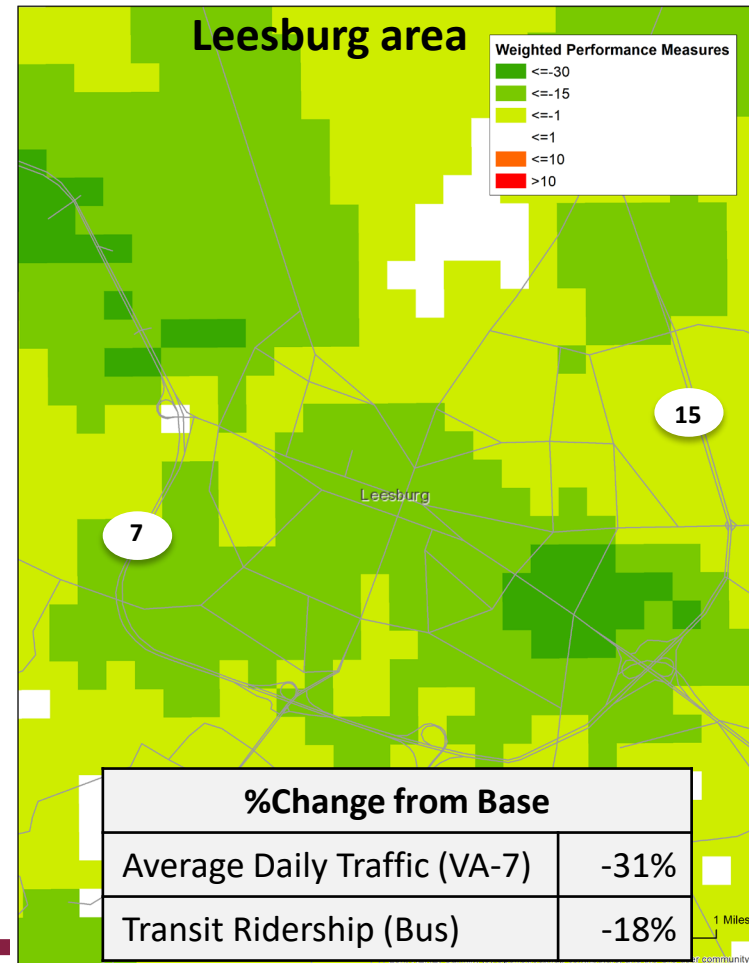 Leesburg area
Weighted Performance Measures
<=-30
<=-15
<=-1
<=1
<=10
>10
15
Leesburg
7
%Change from Base
Average Daily Traffic (VA-7) -31%
Transit Ridership (Bus) -18%
1 Miles
community